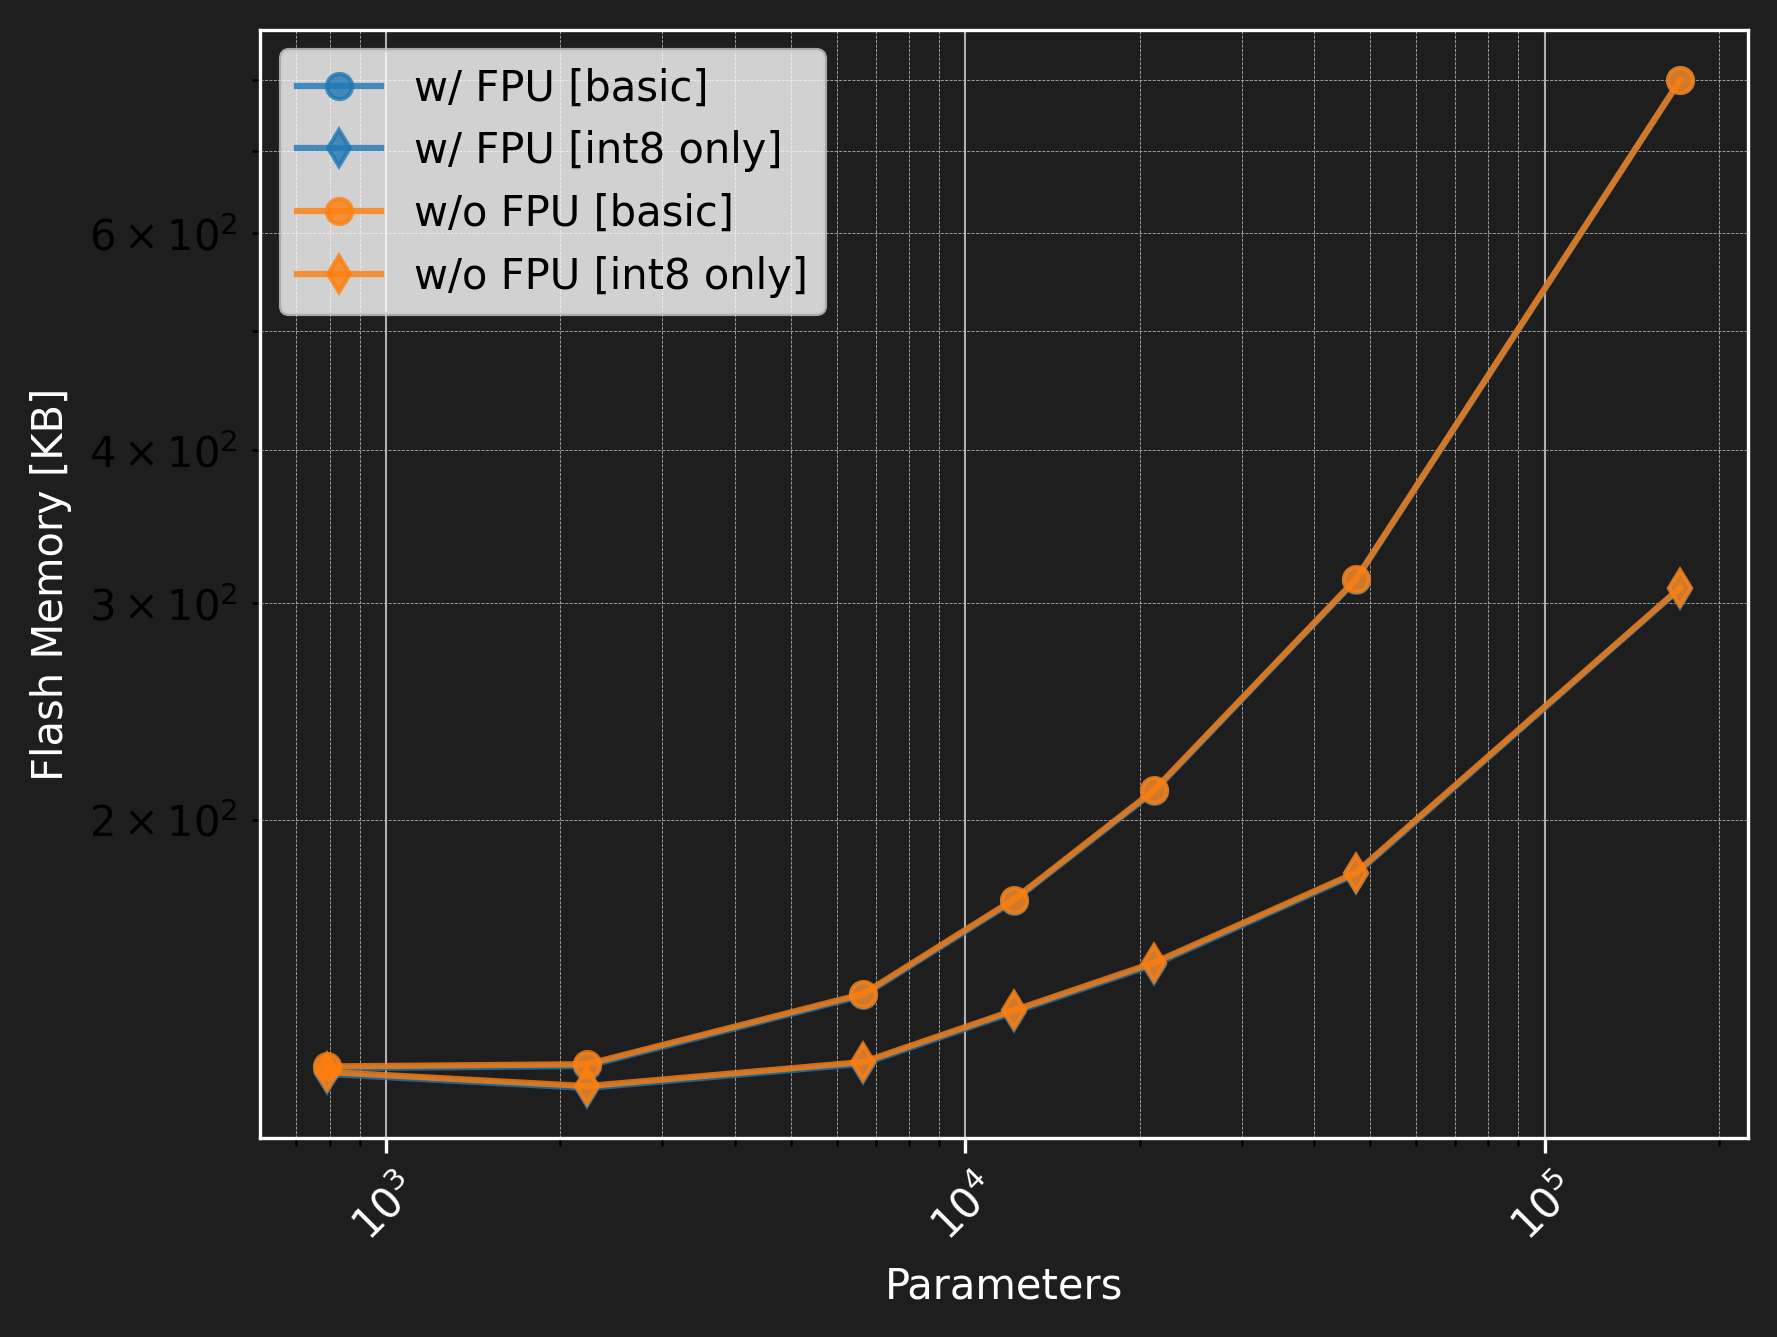 w/ FPU [basic]
w/ FPU [int8 only]
w/o FPU [basic]
w/o FPU [int8 only]
6 × 10²
4 × 10²
3 × 10²
2 × 10²
Flash Memory [KB]
10³
10⁴
10⁵
Parameters